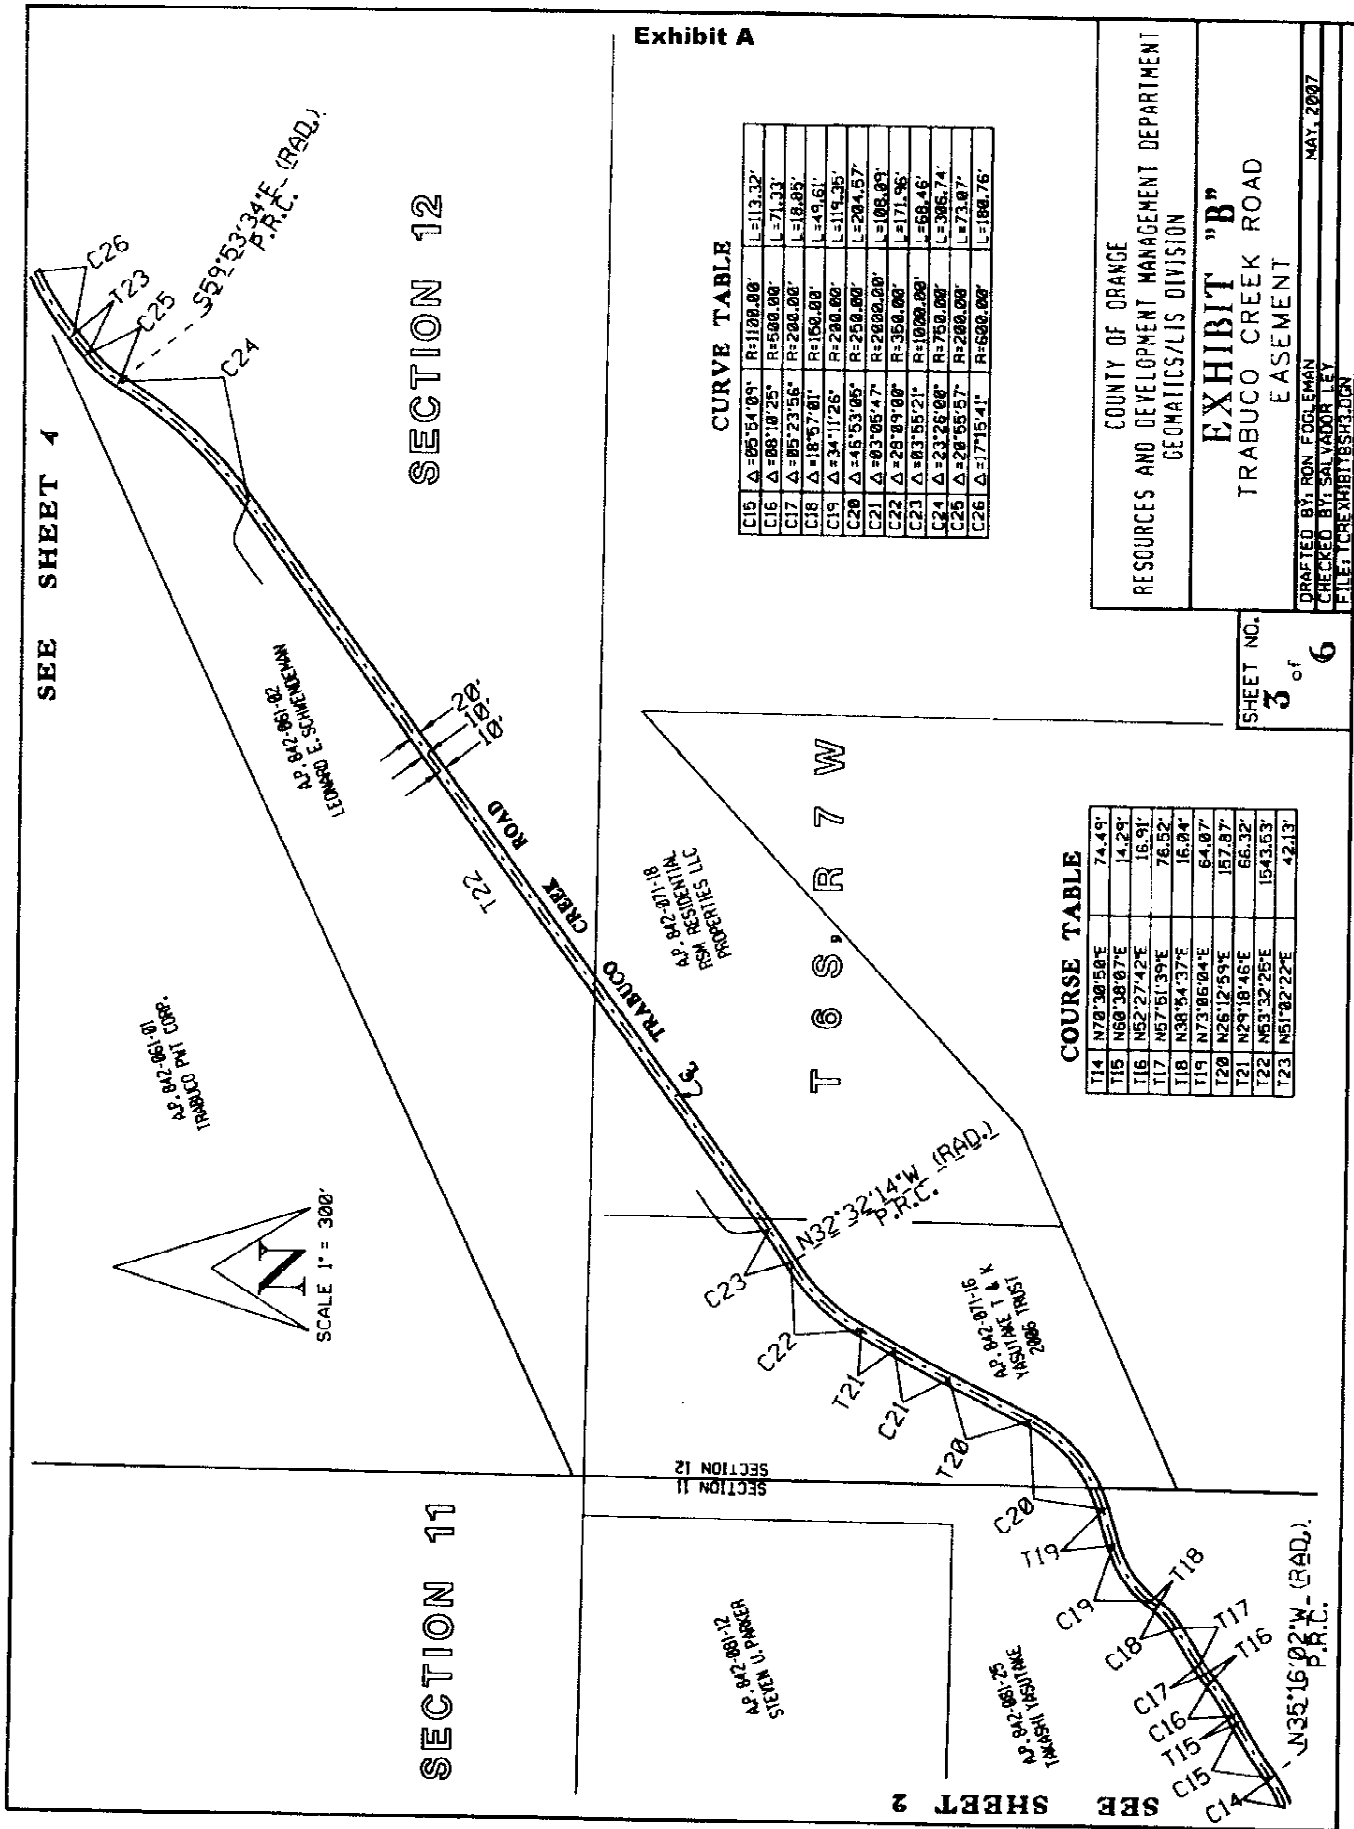 Exhibit A
SEE SHEET 4
SECTION 12
SECTION 11
SEE SHEET 2
C26
T23
C25
S59°53'34"E (RAD.)
P.R.C.
C24
A.P. 842-061-02
LEONARD E. SCHWENDEMAN
20'
10'
10'
T22
TRABUCO CREEK ROAD
A.P. 842-061-01
TRABUCO PVT CORP.
SCALE 1" = 300'
N
A.P. 842-071-18
RSM RESIDENTIAL
PROPERTIES LLC
T 6 S, R 7 W
N32°32'14"W (RAD.)
P.R.C.
C23
C22
T21
C21
T20
A.P. 842-071-16
YASUTAKE T & K
2006 TRUST
SECTION 12
SECTION 11
C20
T19
C19
T18
C18
T17
T16
C17
C16
T15
C15
C14
N35°16'02"W (RAD.)
P.R.C.
A.P. 842-081-12
STEVEN U. PARKER
A.P. 842-081-25
TAKASHI YASUTAKE
CURVE TABLE
C15 Δ=05°54'09" R=1100.00' L=113.32'
C16 Δ=08°10'25" R=500.00' L=71.33'
C17 Δ=05°23'56" R=200.00' L=18.85'
C18 Δ=18°57'01" R=150.00' L=49.61'
C19 Δ=34°11'26" R=200.00' L=119.35'
C20 Δ=46°53'05" R=250.00' L=204.57'
C21 Δ=03°05'47" R=2000.00' L=108.09'
C22 Δ=28°09'00" R=350.00' L=171.96'
C23 Δ=03°55'21" R=1000.00' L=68.46'
C24 Δ=23°26'00" R=750.00' L=306.74'
C25 Δ=20°55'57" R=200.00' L=73.07'
C26 Δ=17°15'41" R=600.00' L=180.76'
COURSE TABLE
T14 N70°30'50"E 74.49'
T15 N60°38'07"E 14.29'
T16 N52°27'42"E 16.91'
T17 N57°51'39"E 76.52'
T18 N38°54'37"E 16.04'
T19 N73°06'04"E 64.07'
T20 N26°12'59"E 157.87'
T21 N29°18'46"E 66.32'
T22 N53°32'25"E 1543.53'
T23 N51°02'22"E 42.13'
COUNTY OF ORANGE
RESOURCES AND DEVELOPMENT MANAGEMENT DEPARTMENT
GEOMATICS/LIS DIVISION
EXHIBIT "B"
TRABUCO CREEK ROAD
EASEMENT
DRAFTED BY: RON FOGLEMAN MAY, 2007
CHECKED BY: SALVADOR LEY
FILE: TCREXHIBITBSH3.DGN
SHEET NO.
3 of 6